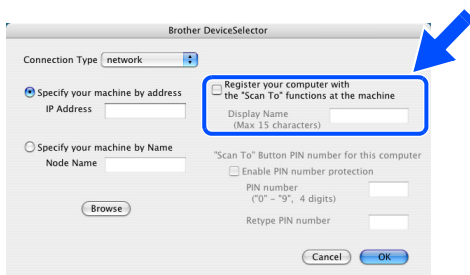 Brother DeviceSelector
Connection Type network
Specify your machine by address
IP Address
Specify your machine by Name
Node Name
Browse
Register your computer with
the "Scan To" functions at the machine
Display Name
(Max 15 characters)
"Scan To" Button PIN number for this computer
Enable PIN number protection
PIN number
("0" – "9", 4 digits)
Retype PIN number
Cancel OK